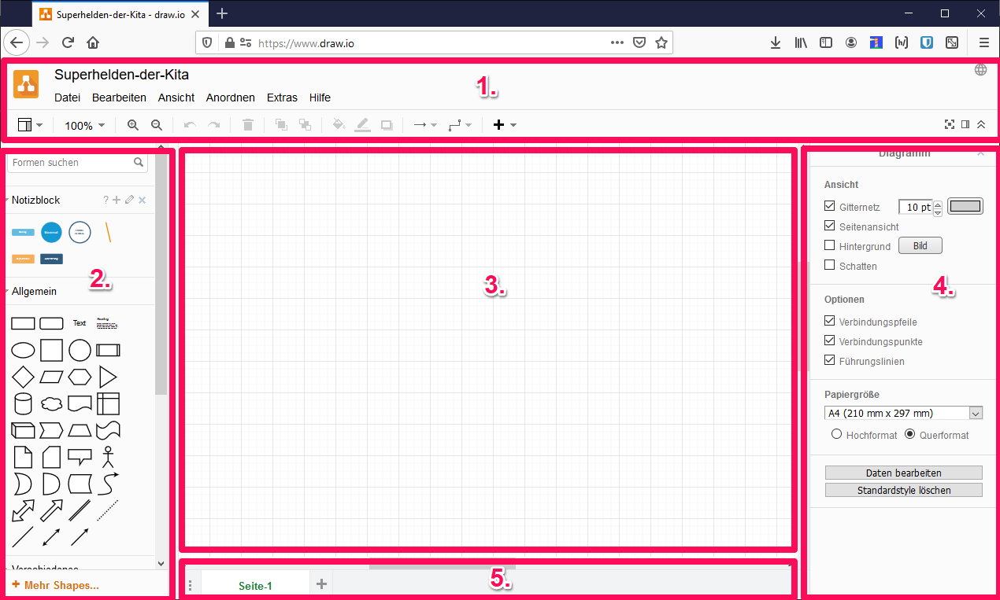 Superhelden-der-Kita - draw.io
https://www.draw.io
Superhelden-der-Kita
Datei Bearbeiten Ansicht Anordnen Extras Hilfe
1.
100%
Formen suchen
Notizblock
2.
Allgemein
Text
Heading
Verschiedenes
+ Mehr Shapes...
3.
Seite-1
5.
Diagramm
Ansicht
Gitternetz 10 pt
Seitenansicht
Hintergrund Bild
Schatten
4.
Optionen
Verbindungspfeile
Verbindungspunkte
Führungslinien
Papiergröße
A4 (210 mm x 297 mm)
Hochformat Querformat
Daten bearbeiten
Standardstyle löschen